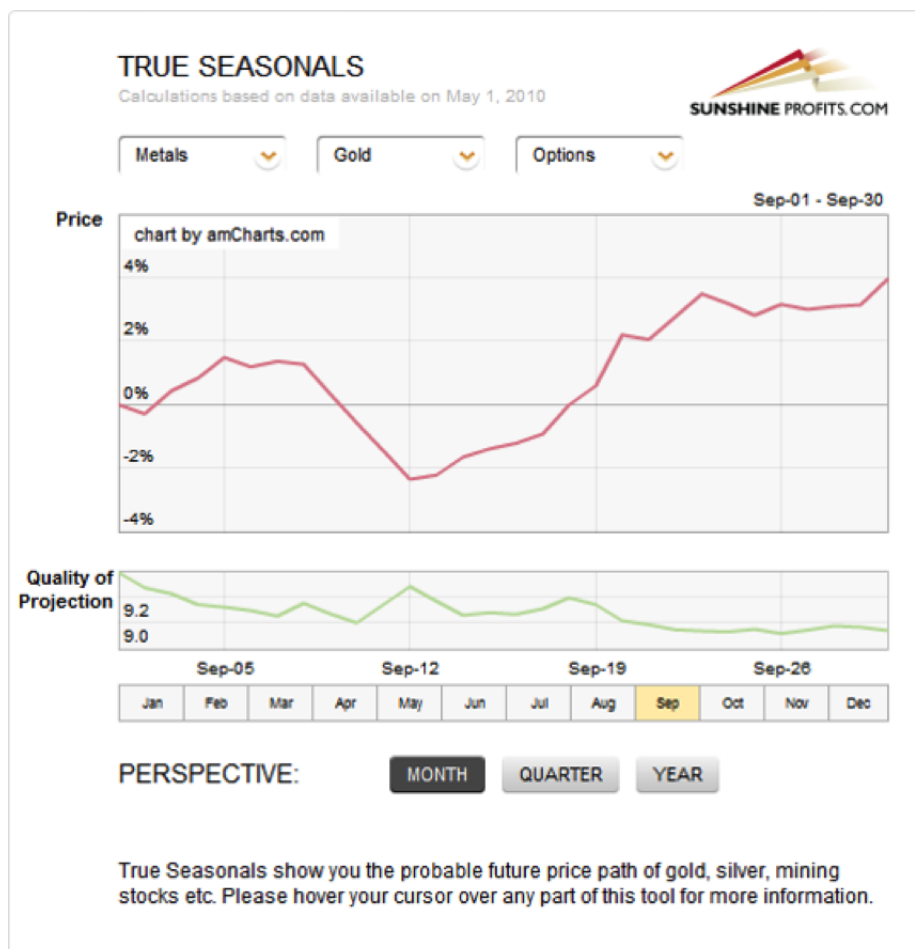 TRUE SEASONALS
Calculations based on data available on May 1, 2010
SUNSHINE PROFITS.COM
Metals
Gold
Options
Sep-01 - Sep-30
Price
chart by amCharts.com
4%
2%
0%
-2%
-4%
Quality of
Projection
9.2
9.0
Sep-05 Sep-12 Sep-19 Sep-26
Jan Feb Mar Apr May Jun Jul Aug Sep Oct Nov Dec
PERSPECTIVE: MONTH QUARTER YEAR
True Seasonals show you the probable future price path of gold, silver, mining
stocks etc. Please hover your cursor over any part of this tool for more information.